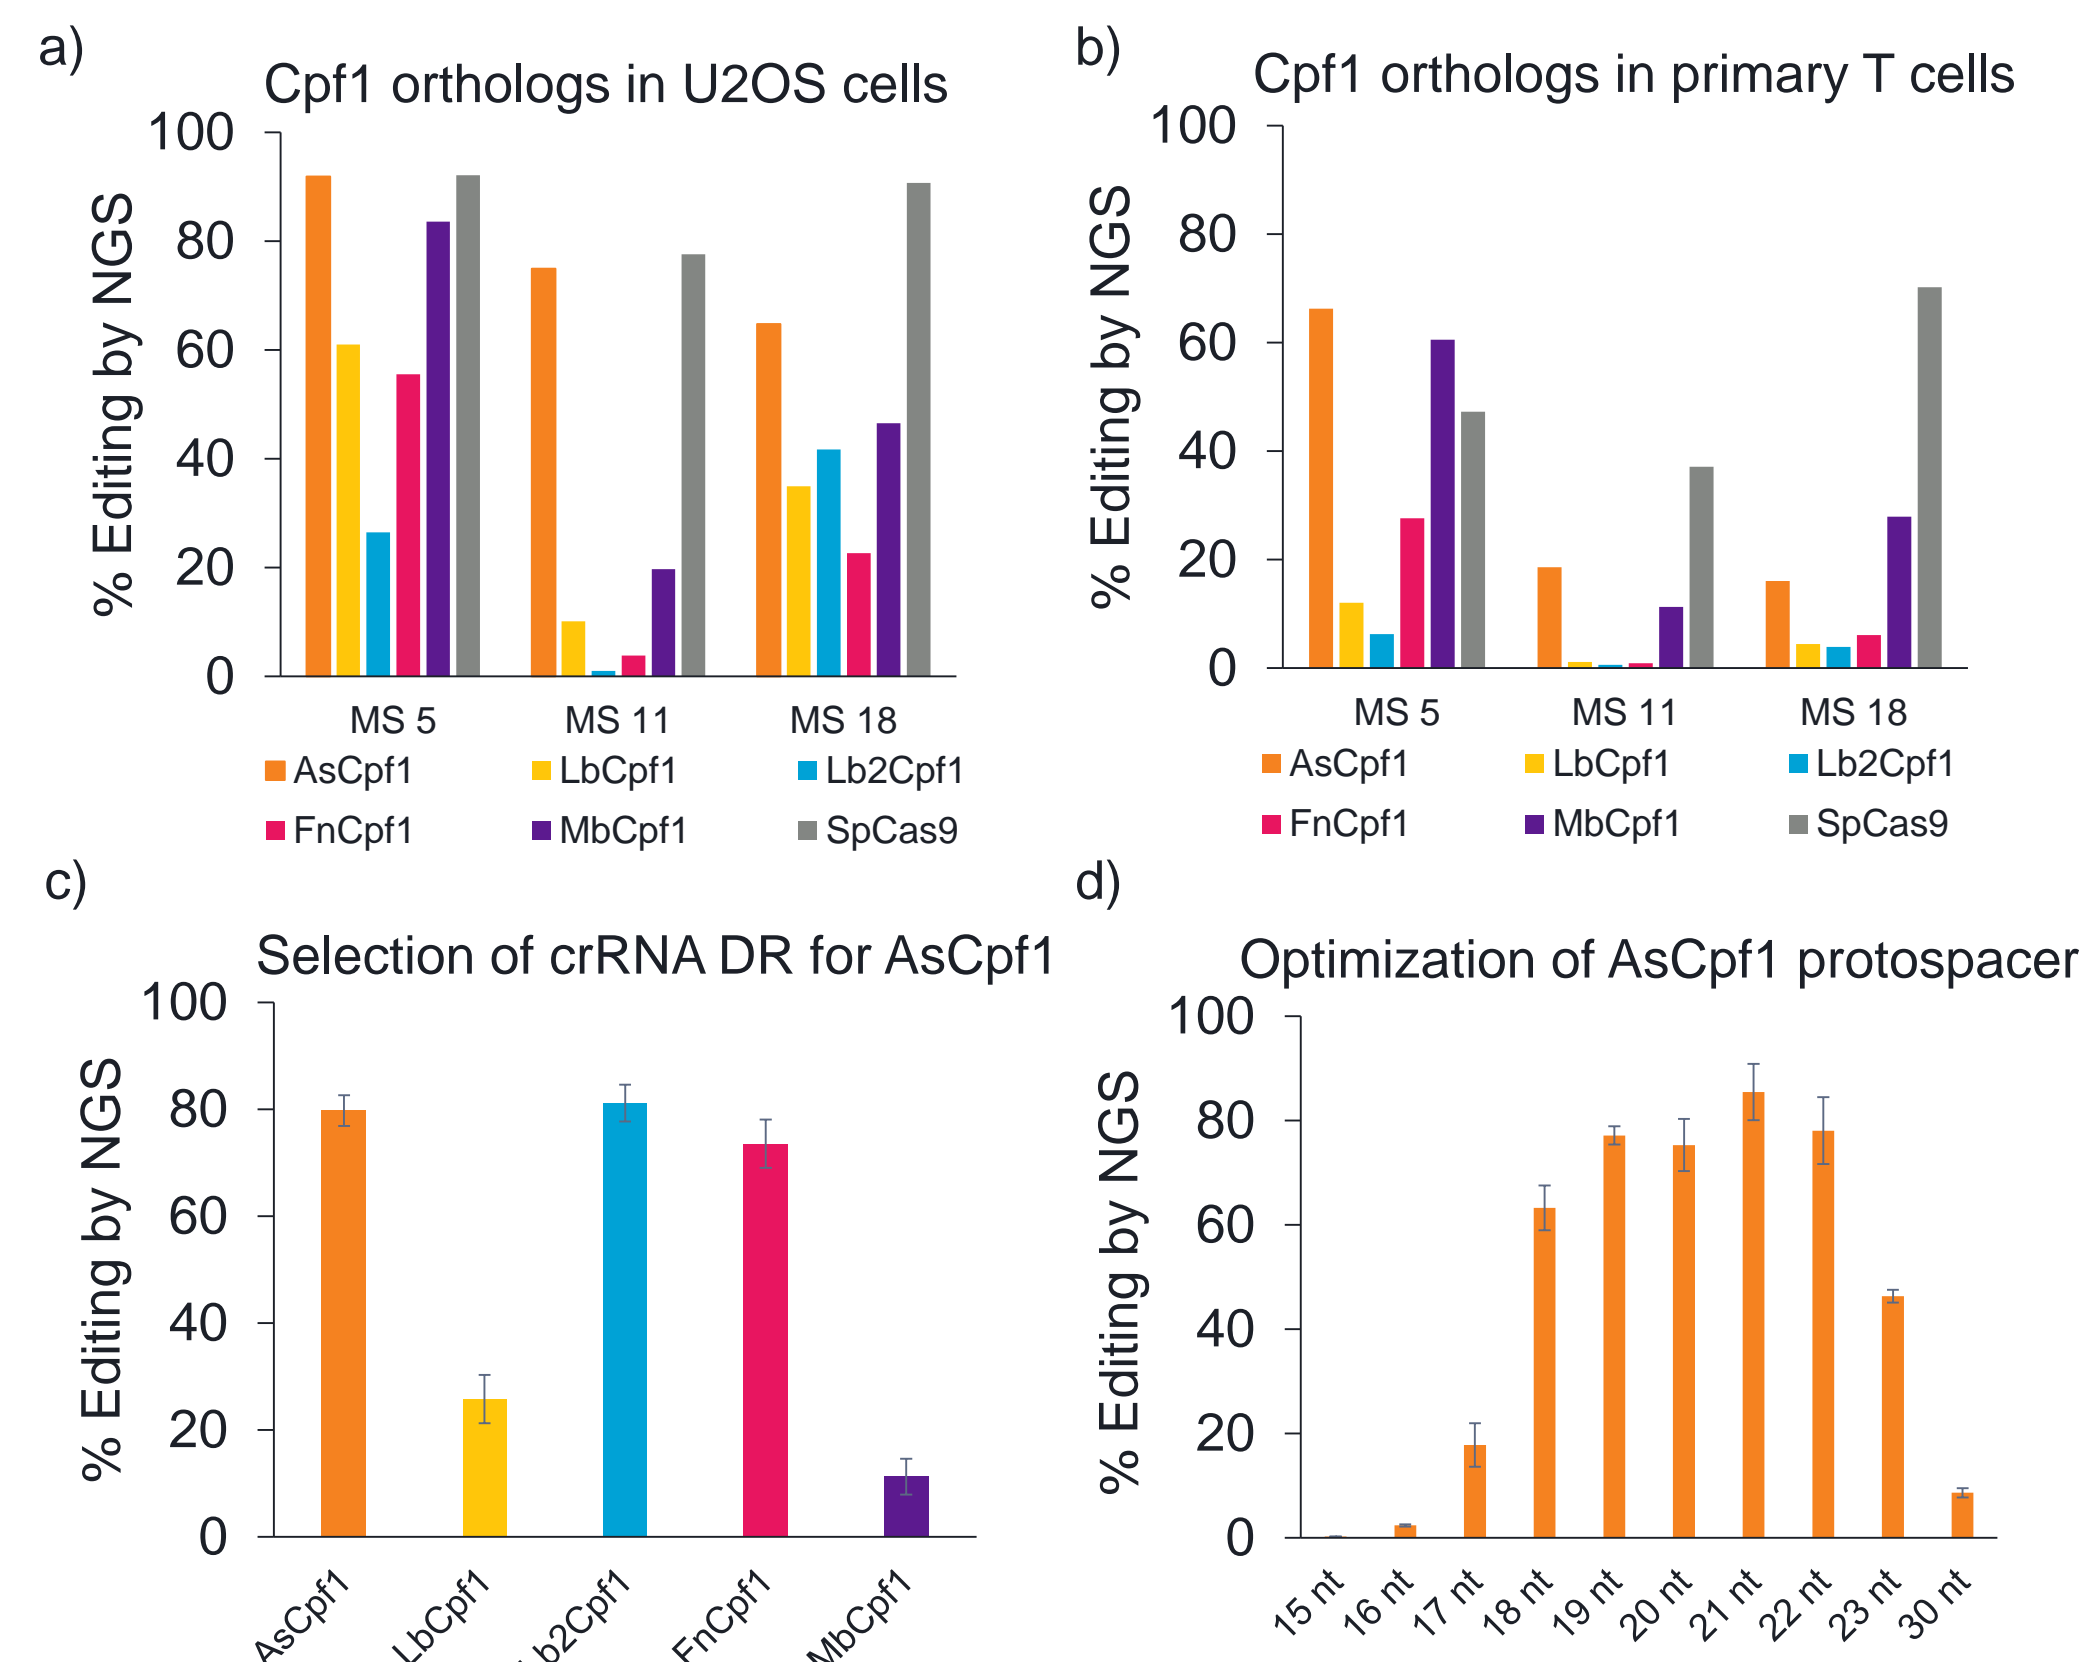 a)
Cpf1 orthologs in U2OS cells
% Editing by NGS
100
80
60
40
20
0
MS 5 MS 11 MS 18
AsCpf1 LbCpf1 Lb2Cpf1
FnCpf1 MbCpf1 SpCas9
b)
Cpf1 orthologs in primary T cells
% Editing by NGS
100
80
60
40
20
0
MS 5 MS 11 MS 18
AsCpf1 LbCpf1 Lb2Cpf1
FnCpf1 MbCpf1 SpCas9
c)
Selection of crRNA DR for AsCpf1
% Editing by NGS
100
80
60
40
20
0
AsCpf1 LbCpf1 b2Cpf1 FnCpf1 MbCpf1
d)
Optimization of AsCpf1 protospacer
% Editing by NGS
100
80
60
40
20
0
15 nt 16 nt 17 nt 18 nt 19 nt 20 nt 21 nt 22 nt 23 nt 30 nt